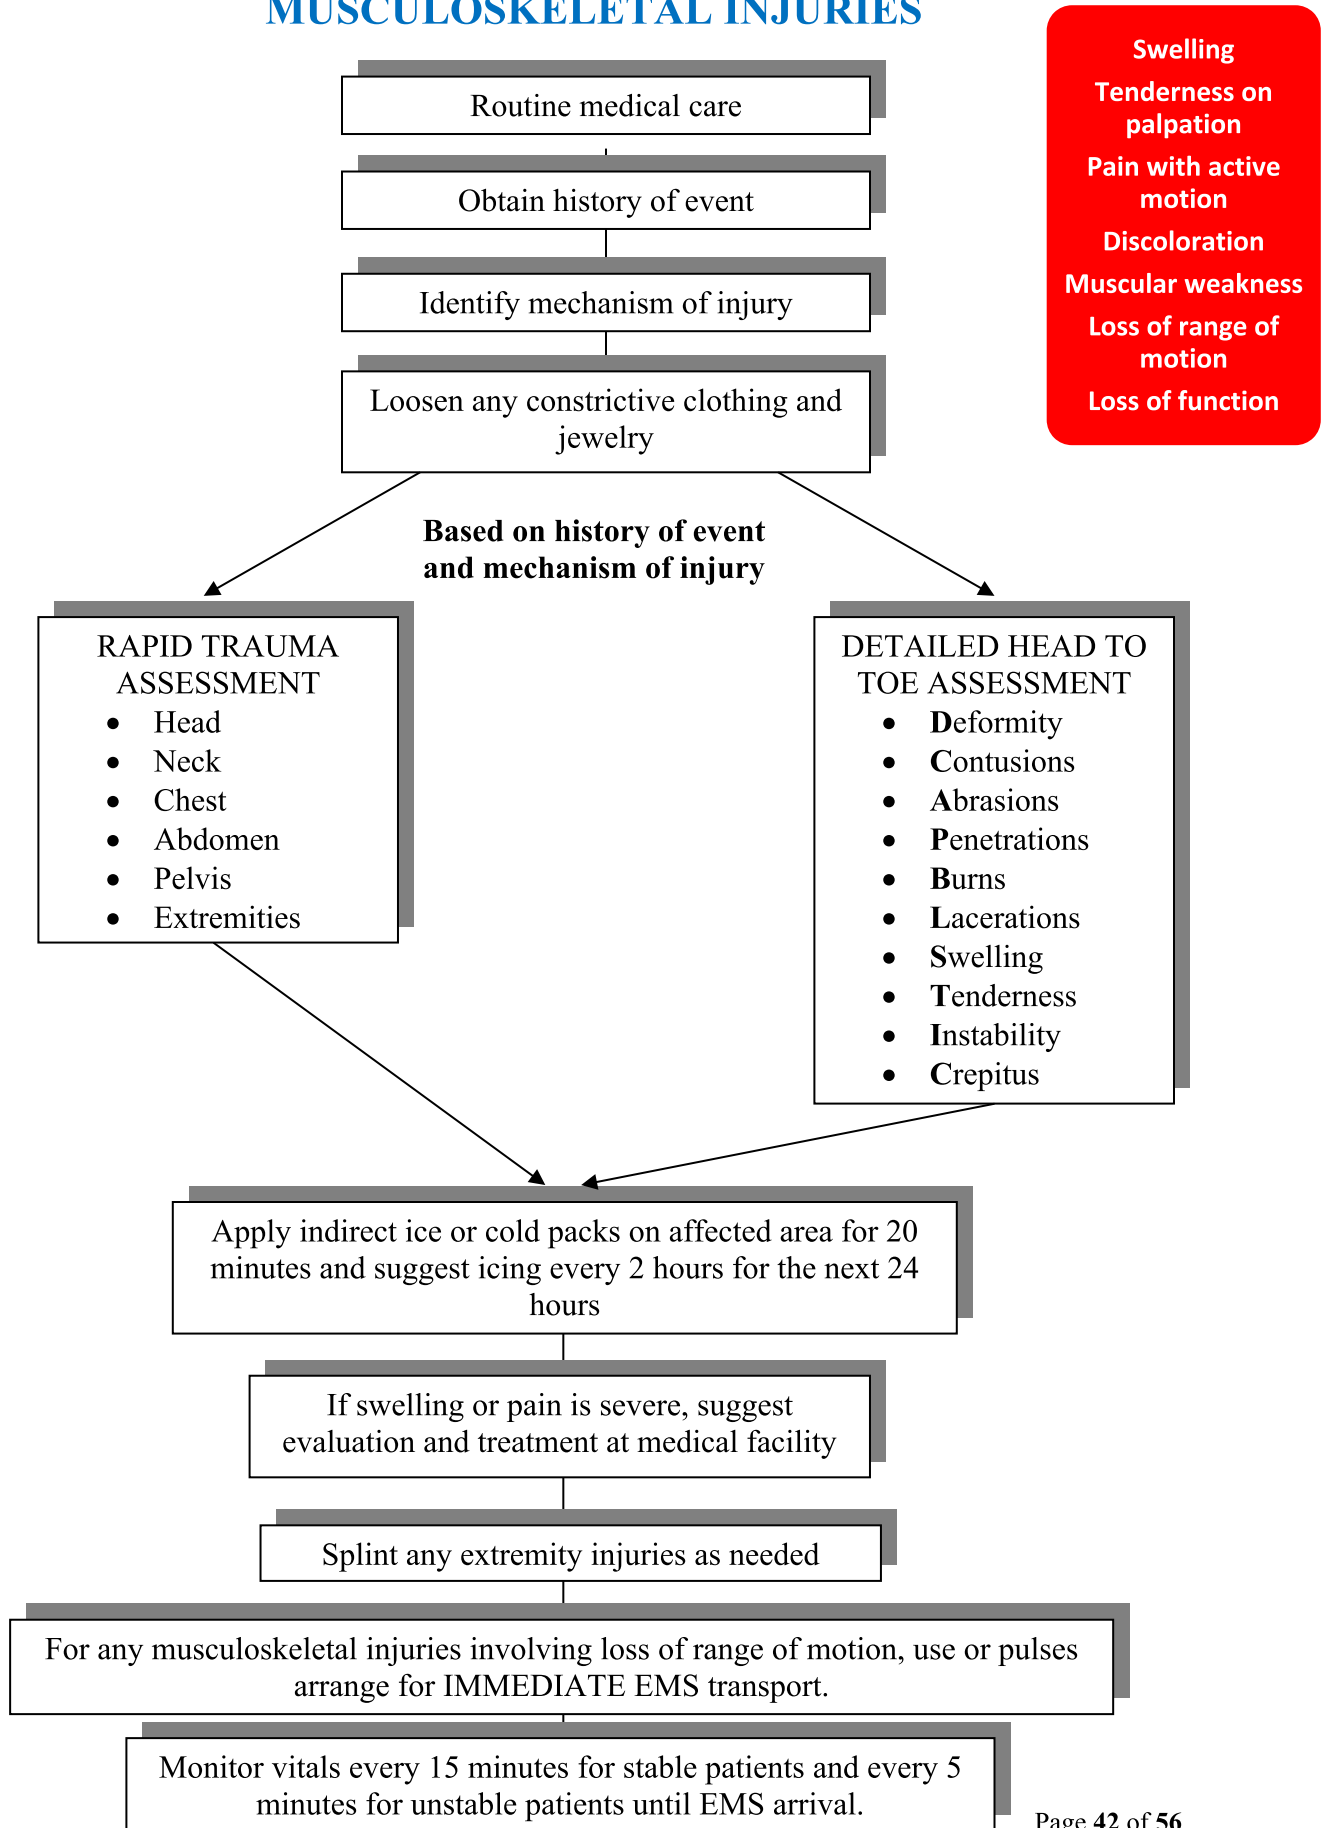 MUSCULOSKELETAL INJURIES
Swelling
Tenderness on
palpation
Pain with active
motion
Discoloration
Muscular weakness
Loss of range of
motion
Loss of function
Routine medical care
Obtain history of event
Identify mechanism of injury
Loosen any constrictive clothing and
jewelry
Based on history of event
and mechanism of injury
RAPID TRAUMA
ASSESSMENT
• Head
• Neck
• Chest
• Abdomen
• Pelvis
• Extremities
DETAILED HEAD TO
TOE ASSESSMENT
• Deformity
• Contusions
• Abrasions
• Penetrations
• Burns
• Lacerations
• Swelling
• Tenderness
• Instability
• Crepitus
Apply indirect ice or cold packs on affected area for 20
minutes and suggest icing every 2 hours for the next 24
hours
If swelling or pain is severe, suggest
evaluation and treatment at medical facility
Splint any extremity injuries as needed
For any musculoskeletal injuries involving loss of range of motion, use or pulses
arrange for IMMEDIATE EMS transport.
Monitor vitals every 15 minutes for stable patients and every 5
minutes for unstable patients until EMS arrival.
Page 42 of 56